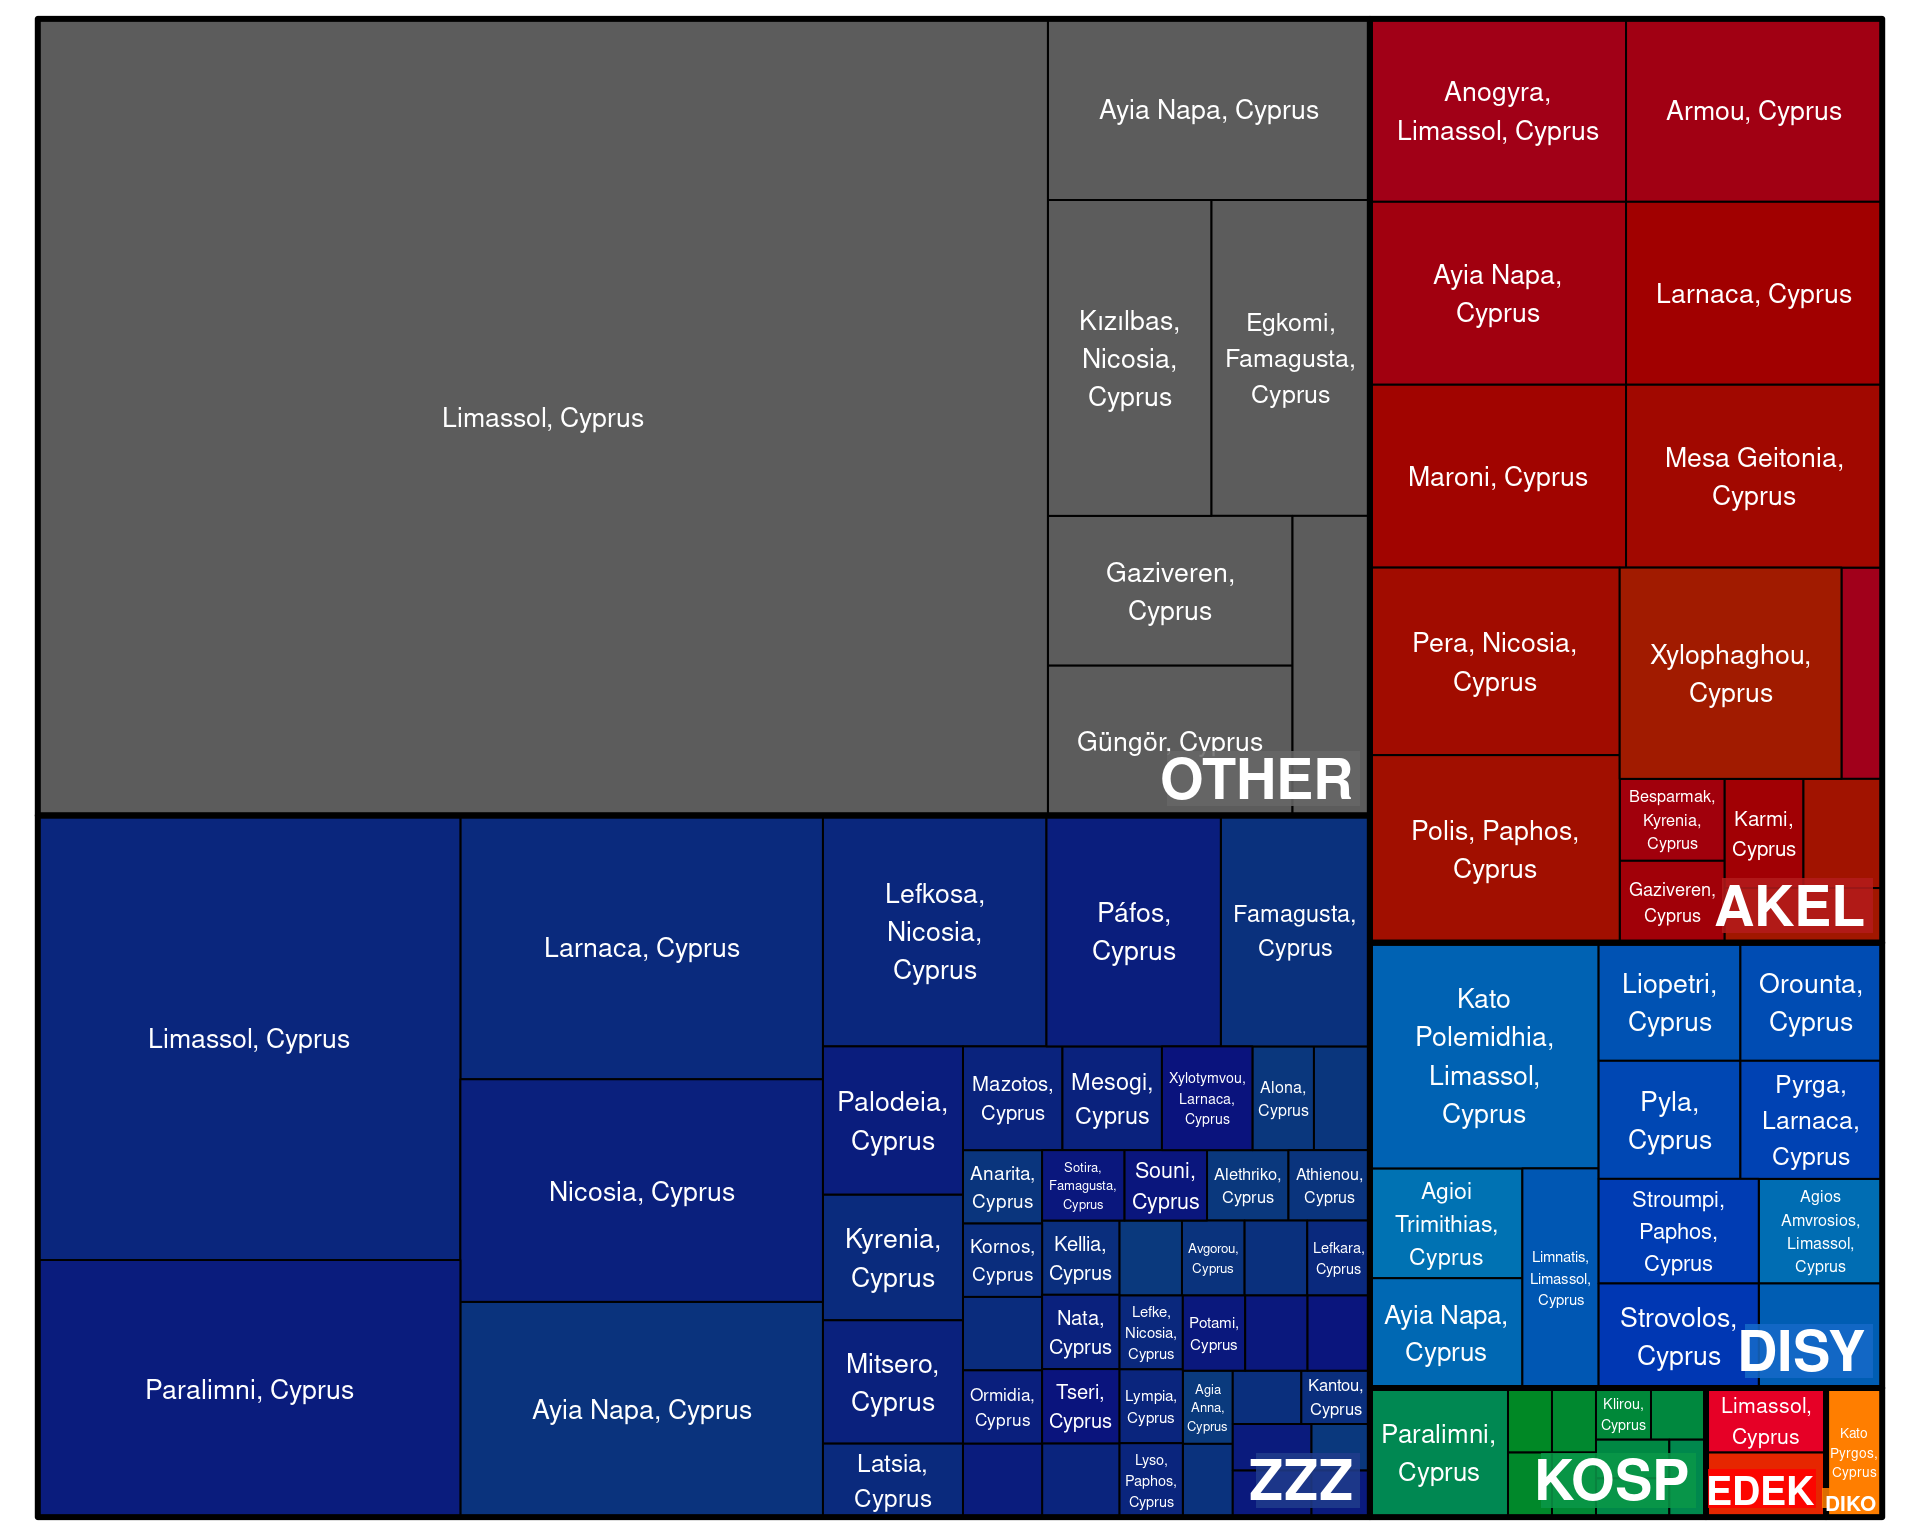 Limassol, Cyprus
Ayia Napa, Cyprus
Kızılbas,
Nicosia,
Cyprus
Egkomi,
Famagusta,
Cyprus
Gaziveren,
Cyprus
Güngör, Cyprus
OTHER
Anogyra,
Limassol, Cyprus
Armou, Cyprus
Ayia Napa,
Cyprus
Larnaca, Cyprus
Maroni, Cyprus
Mesa Geitonia,
Cyprus
Pera, Nicosia,
Cyprus
Xylophaghou,
Cyprus
Polis, Paphos,
Cyprus
Besparmak,
Kyrenia,
Cyprus
Karmi,
Cyprus
Gaziveren,
Cyprus
AKEL
Limassol, Cyprus
Paralimni, Cyprus
Larnaca, Cyprus
Nicosia, Cyprus
Ayia Napa, Cyprus
Lefkosa,
Nicosia,
Cyprus
Páfos,
Cyprus
Famagusta,
Cyprus
Palodeia,
Cyprus
Kyrenia,
Cyprus
Mitsero,
Cyprus
Latsia,
Cyprus
Mazotos,
Cyprus
Mesogi,
Cyprus
Xylotymvou,
Larnaca,
Cyprus
Alona,
Cyprus
Anarita,
Cyprus
Kornos,
Cyprus
Ormidia,
Cyprus
Sotira,
Famagusta,
Cyprus
Souni,
Cyprus
Alethriko,
Cyprus
Athienou,
Cyprus
Kellia,
Cyprus
Avgorou,
Cyprus
Lefkara,
Cyprus
Nata,
Cyprus
Lefke,
Nicosia,
Cyprus
Potami,
Cyprus
Tseri,
Cyprus
Lympia,
Cyprus
Agia
Anna,
Cyprus
Kantou,
Cyprus
Lyso,
Paphos,
Cyprus
ZZZ
Kato
Polemidhia,
Limassol,
Cyprus
Liopetri,
Cyprus
Orounta,
Cyprus
Pyla,
Cyprus
Pyrga,
Larnaca,
Cyprus
Agioi
Trimithias,
Cyprus
Ayia Napa,
Cyprus
Limnatis,
Limassol,
Cyprus
Stroumpi,
Paphos,
Cyprus
Agios
Amvrosios,
Limassol,
Cyprus
Strovolos,
Cyprus
DISY
Paralimni,
Cyprus
Klirou,
Cyprus
KOSP
Limassol,
Cyprus
EDEK
Kato
Pyrgos,
Cyprus
DIKO